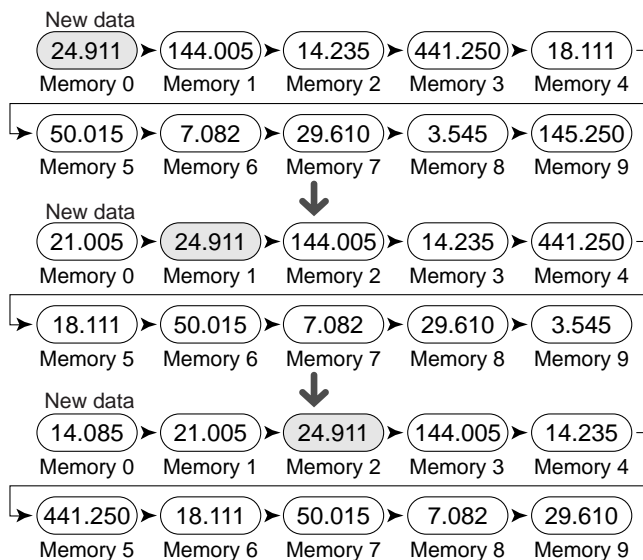 New data
24.911 144.005 14.235 441.250 18.111
Memory 0 Memory 1 Memory 2 Memory 3 Memory 4
50.015 7.082 29.610 3.545 145.250
Memory 5 Memory 6 Memory 7 Memory 8 Memory 9
New data
21.005 24.911 144.005 14.235 441.250
Memory 0 Memory 1 Memory 2 Memory 3 Memory 4
18.111 50.015 7.082 29.610 3.545
Memory 5 Memory 6 Memory 7 Memory 8 Memory 9
New data
14.085 21.005 24.911 144.005 14.235
Memory 0 Memory 1 Memory 2 Memory 3 Memory 4
441.250 18.111 50.015 7.082 29.610
Memory 5 Memory 6 Memory 7 Memory 8 Memory 9